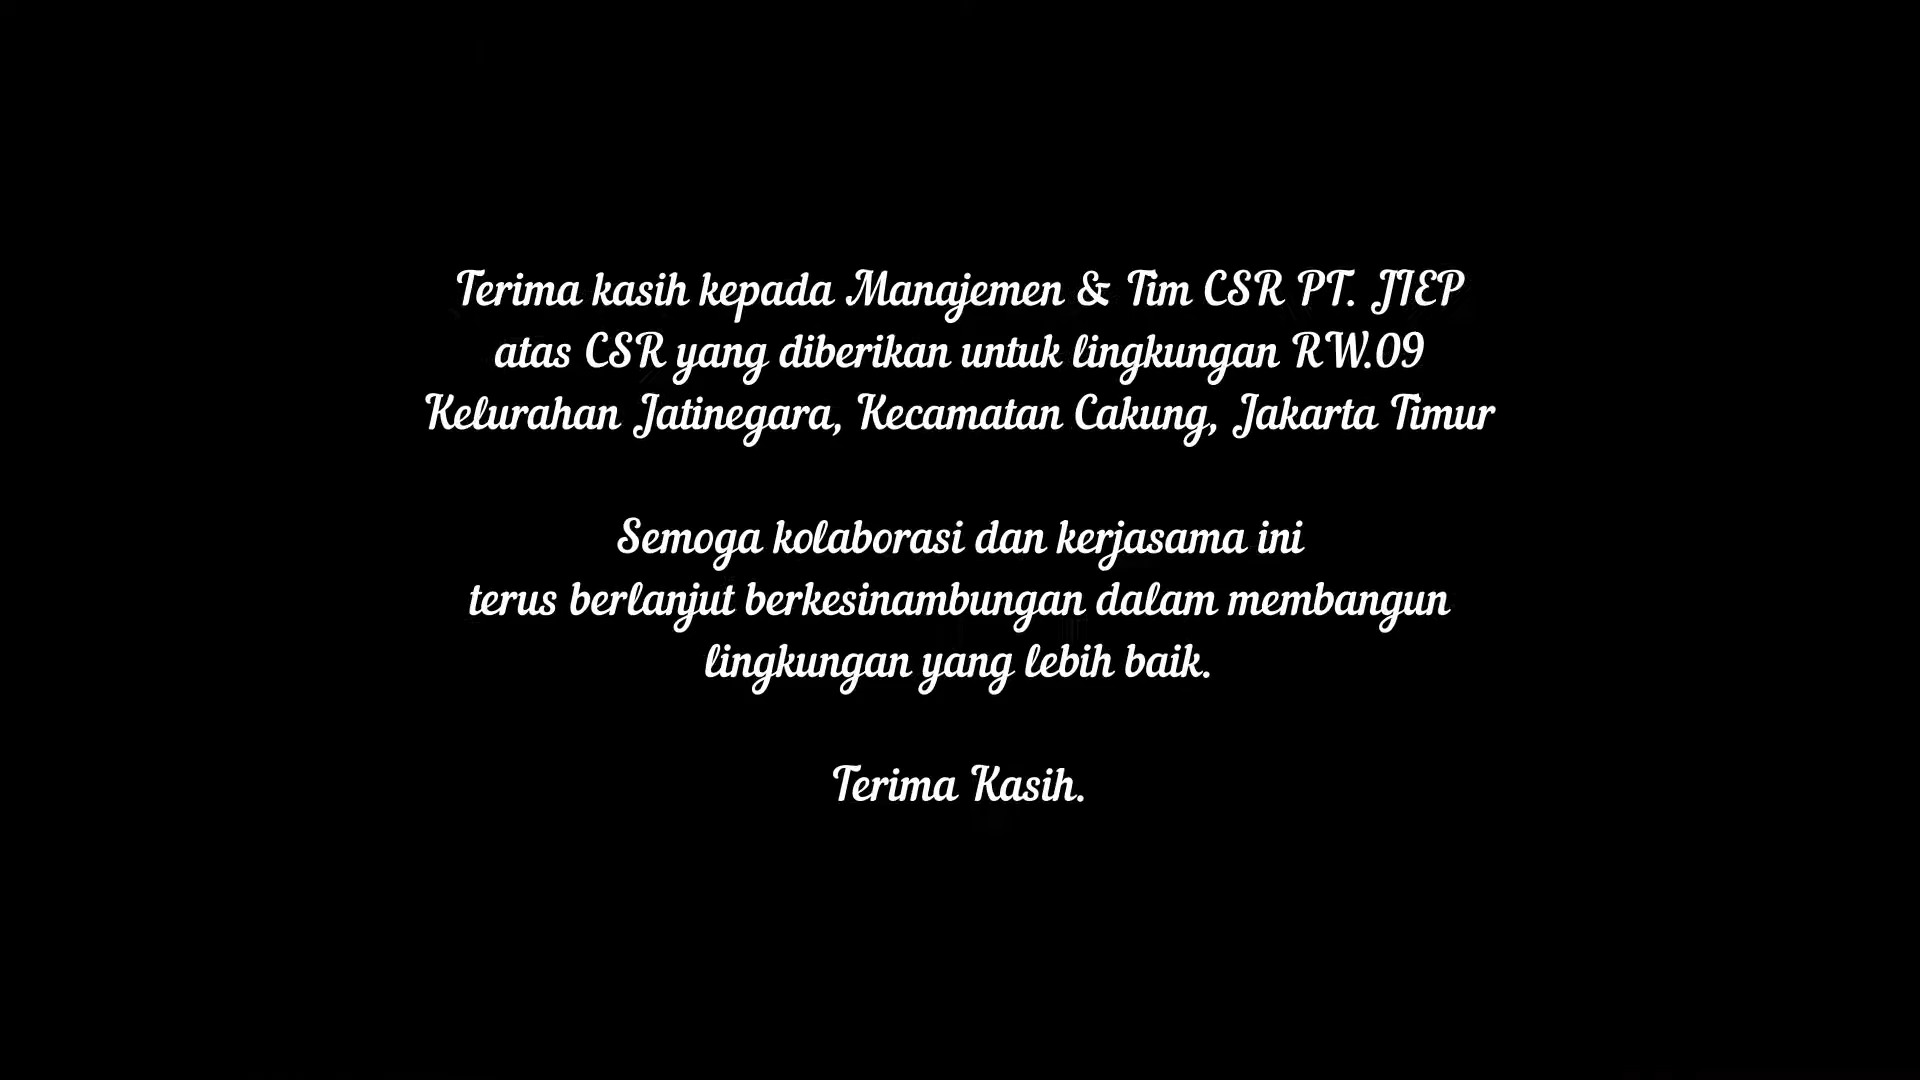 Terima kasih kepada Manajemen & Tim CSR PT. JIEP
atas CSR yang diberikan untuk lingkungan RW.09
Kelurahan Jatinegara, Kecamatan Cakung, Jakarta Timur
Semoga kolaborasi dan kerjasama ini
terus berlanjut berkesinambungan dalam membangun
lingkungan yang lebih baik.
Terima Kasih.